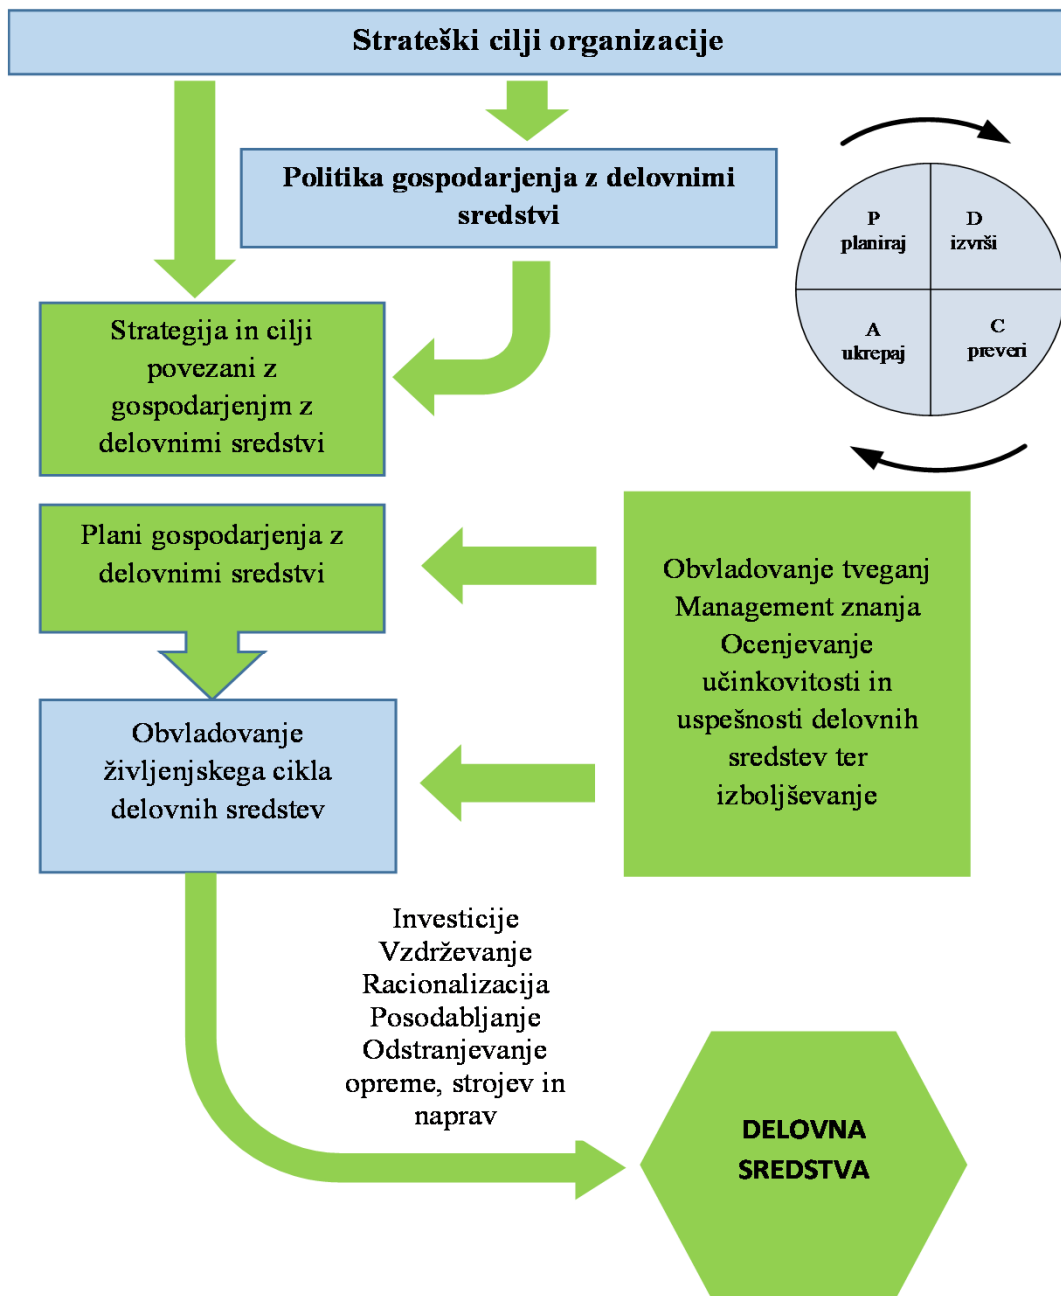 Strateški cilji organizacije
Politika gospodarjenja z delovnimi
sredstvi
P
planiraj
D
izvrši
A
ukrepaj
C
preveri
Strategija in cilji
povezani z
gospodarjenjm z
delovnimi sredstvi
Plani gospodarjenja z
delovnimi sredstvi
Obvladovanje tveganj
Management znanja
Ocenjevanje
učinkovitosti in
uspešnosti delovnih
sredstev ter
izboljševanje
Obvladovanje
življenjskega cikla
delovnih sredstev
Investicije
Vzdrževanje
Racionalizacija
Posodabljanje
Odstranjevanje
opreme, strojev in
naprav
DELOVNA
SREDSTVA